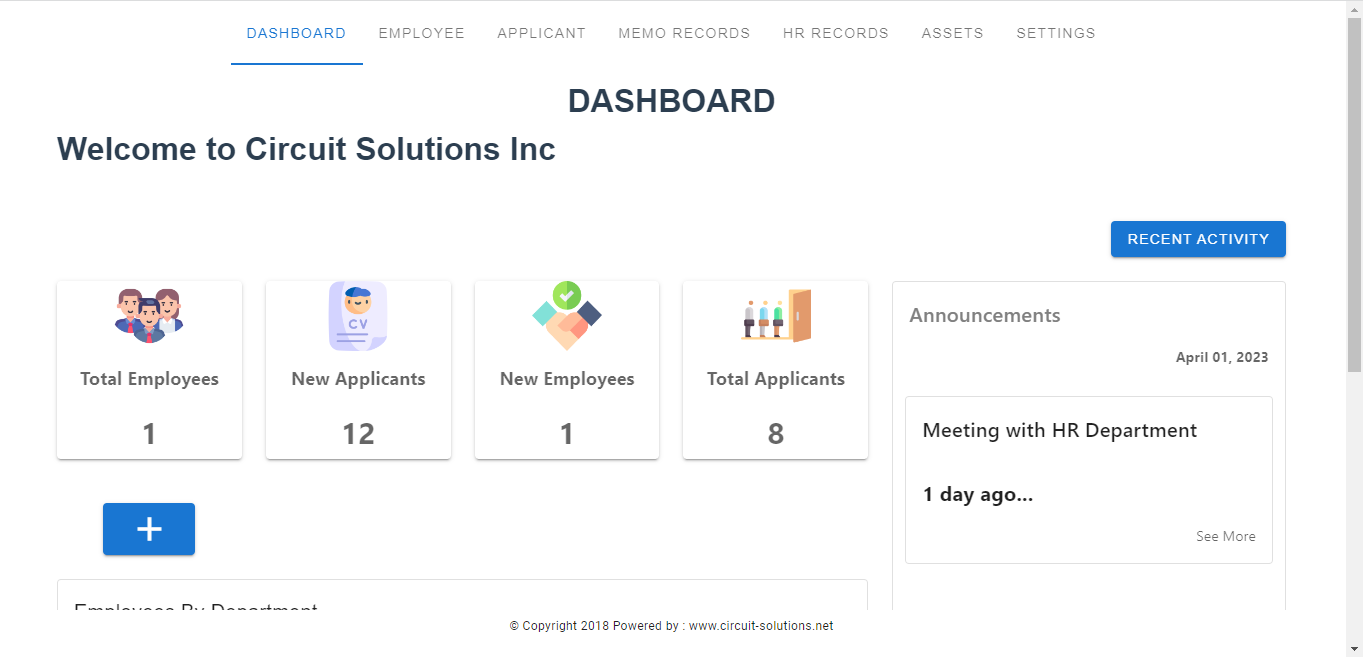 DASHBOARD EMPLOYEE APPLICANT MEMO RECORDS HR RECORDS ASSETS SETTINGS
DASHBOARD
Welcome to Circuit Solutions Inc
RECENT ACTIVITY
CV
Total Employees
1
New Applicants
12
New Employees
1
Total Applicants
8
Announcements
April 01, 2023
Meeting with HR Department
1 day ago...
See More
Employees By Department
© Copyright 2018 Powered by : www.circuit-solutions.net